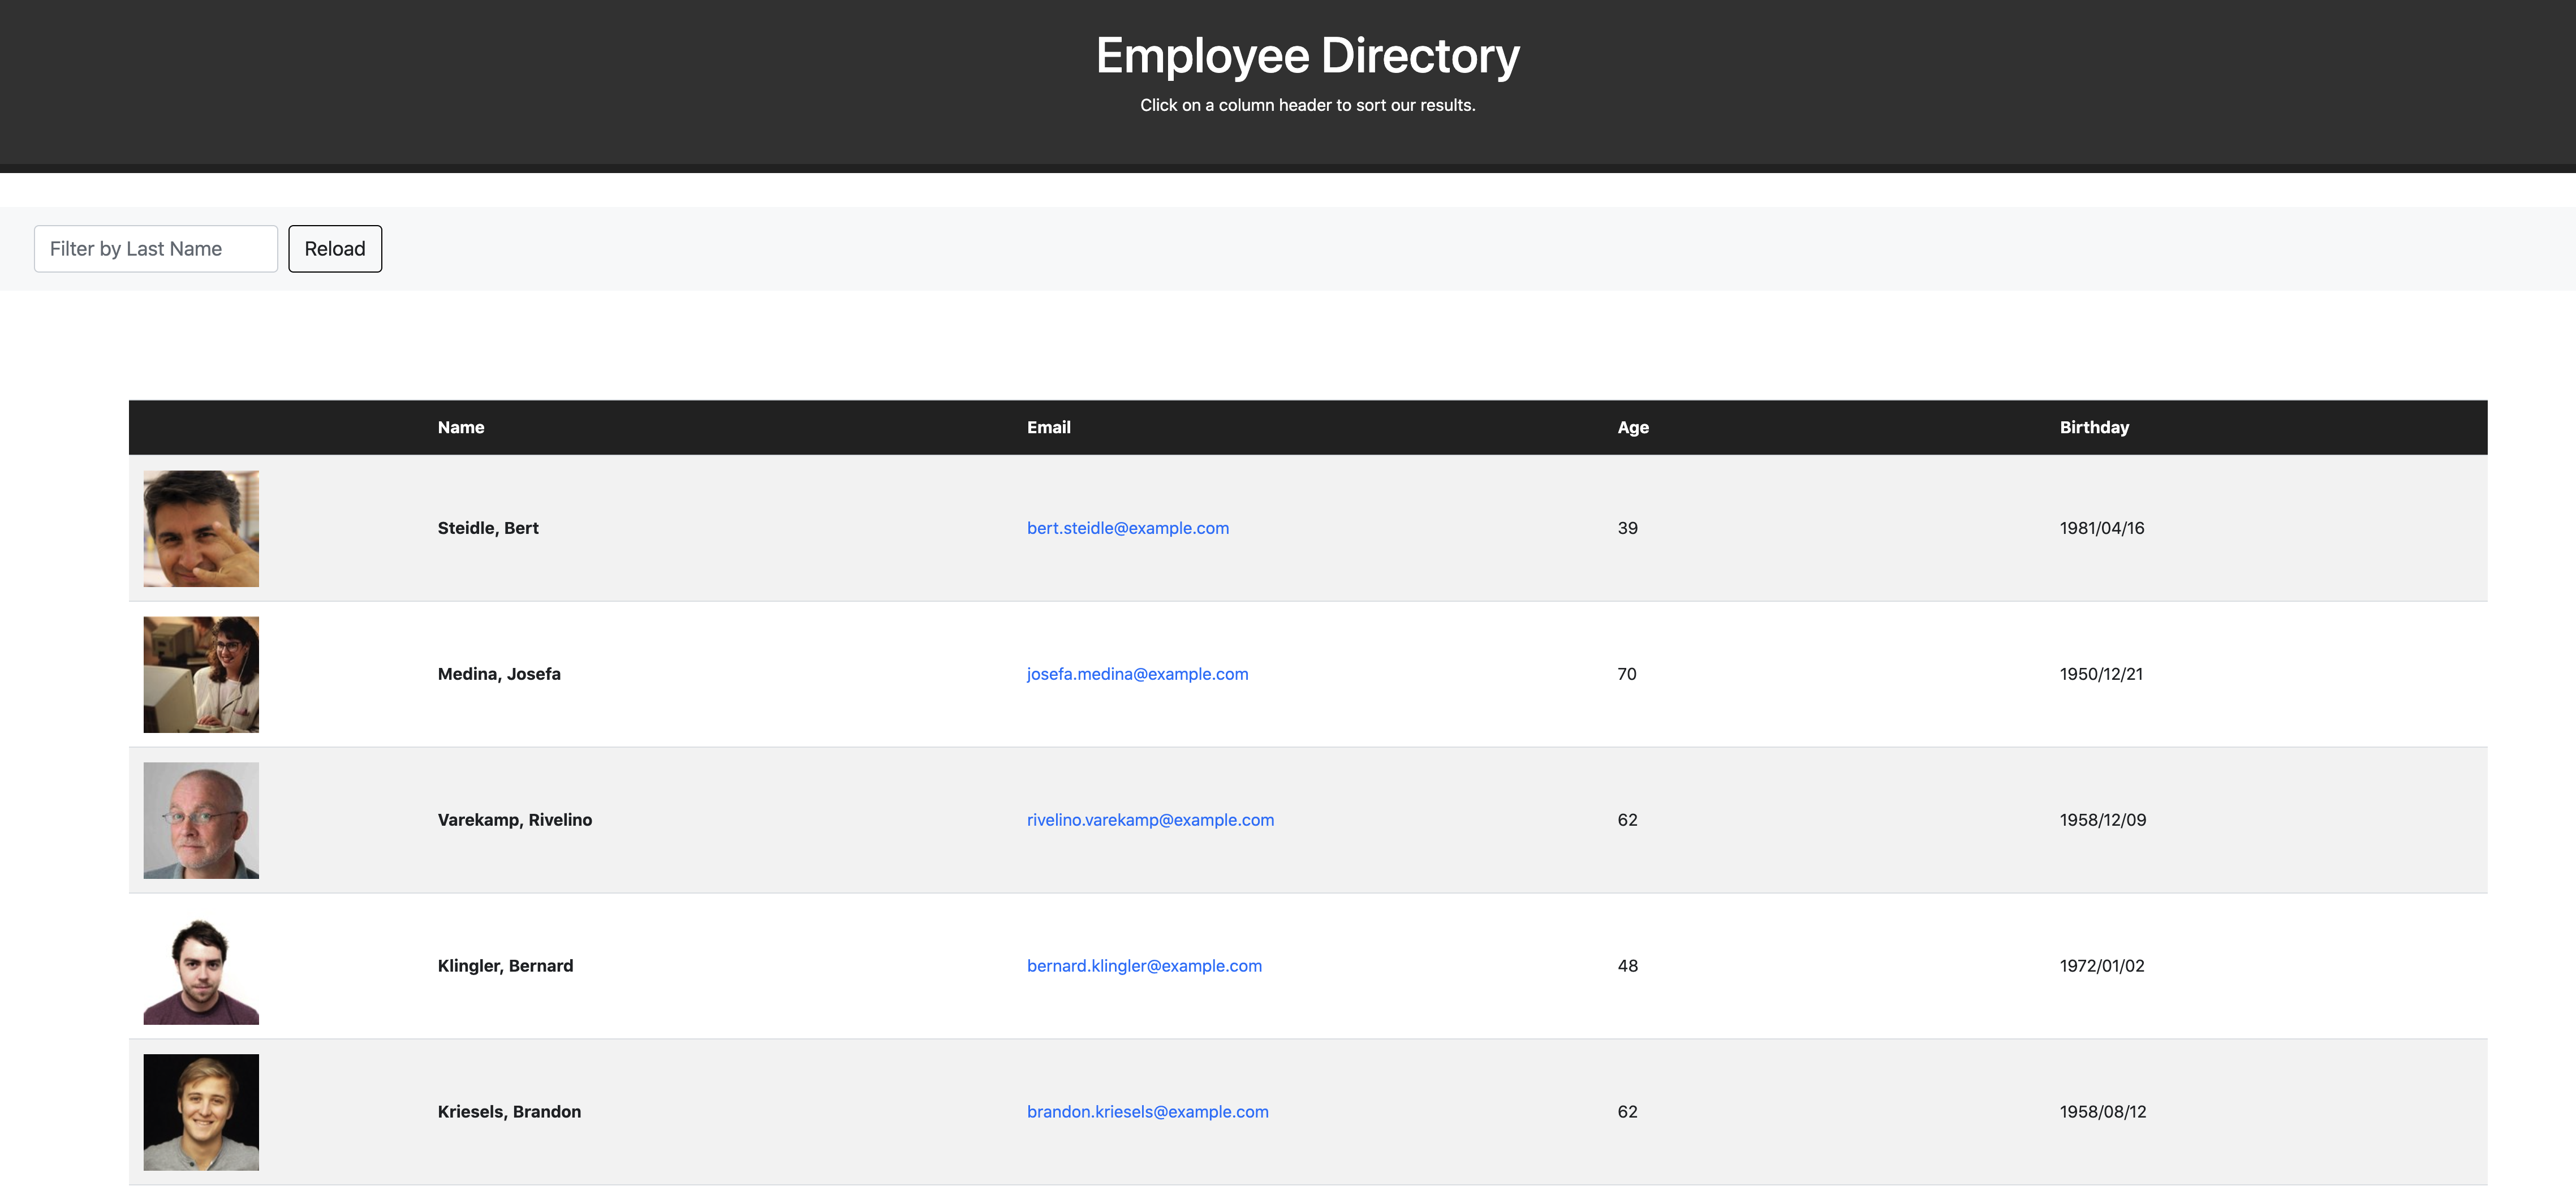 Employee Directory
Click on a column header to sort our results.
Filter by Last Name Reload
Name Email Age Birthday
Steidle, Bert bert.steidle@example.com 39 1981/04/16
Medina, Josefa josefa.medina@example.com 70 1950/12/21
Varekamp, Rivelino rivelino.varekamp@example.com 62 1958/12/09
Klingler, Bernard bernard.klingler@example.com 48 1972/01/02
Kriesels, Brandon brandon.kriesels@example.com 62 1958/08/12